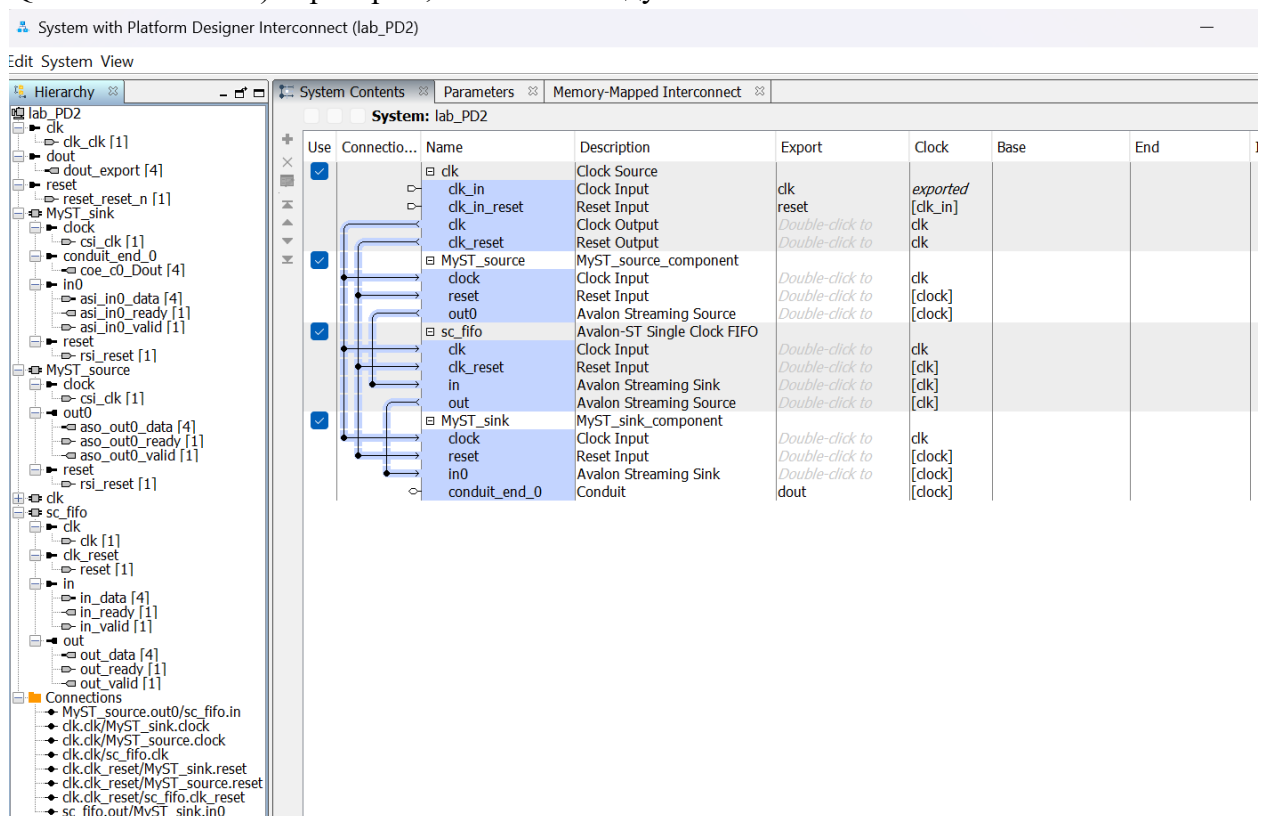 System with Platform Designer Interconnect (lab_PD2)
Edit System View
Hierarchy
System Contents Parameters Memory-Mapped Interconnect
System: lab_PD2
lab_PD2
clk
clk_clk [1]
dout
dout_export [4]
reset
reset_reset_n [1]
MyST_sink
clock
csi_clk [1]
conduit_end_0
coe_c0_Dout [4]
in0
asi_in0_data [4]
asi_in0_ready [1]
asi_in0_valid [1]
reset
rsi_reset [1]
MyST_source
clock
csi_clk [1]
out0
aso_out0_data [4]
aso_out0_ready [1]
aso_out0_valid [1]
reset
rsi_reset [1]
clk
sc_fifo
clk
clk [1]
clk_reset
reset [1]
in
in_data [4]
in_ready [1]
in_valid [1]
out
out_data [4]
out_ready [1]
out_valid [1]
Connections
MyST_source.out0/sc_fifo.in
clk.clk/MyST_sink.clock
clk.clk/MyST_source.clock
clk.clk/sc_fifo.clk
clk.clk_reset/MyST_sink.reset
clk.clk_reset/MyST_source.reset
clk.clk_reset/sc_fifo.clk_reset
sc_fifo.out/MyST_sink.in0
Use Connectio... Name Description Export Clock Base End
clk Clock Source
clk_in Clock Input clk exported
clk_in_reset Reset Input reset [clk_in]
clk Clock Output Double-click to clk
clk_reset Reset Output Double-click to clk
MyST_source MyST_source_component
clock Clock Input Double-click to clk
reset Reset Input Double-click to [clock]
out0 Avalon Streaming Source Double-click to [clock]
sc_fifo Avalon-ST Single Clock FIFO
clk Clock Input Double-click to clk
clk_reset Reset Input Double-click to [clk]
in Avalon Streaming Sink Double-click to [clk]
out Avalon Streaming Source Double-click to [clk]
MyST_sink MyST_sink_component
clock Clock Input Double-click to clk
reset Reset Input Double-click to [clock]
in0 Avalon Streaming Sink Double-click to [clock]
conduit_end_0 Conduit dout [clock]